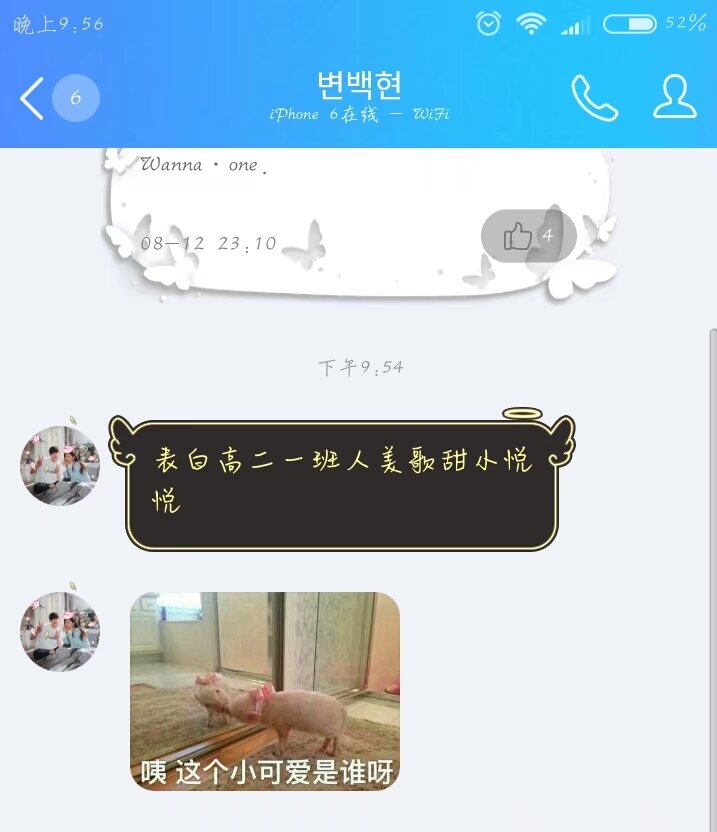 晚上9:56
52%
6
변백현
iPhone 6在线 - WiFi
Wanna · one.
08-12 23:10
4
下午9:54
表白高二一班人美歌甜小悦
悦
咦 这个小可爱是谁呀